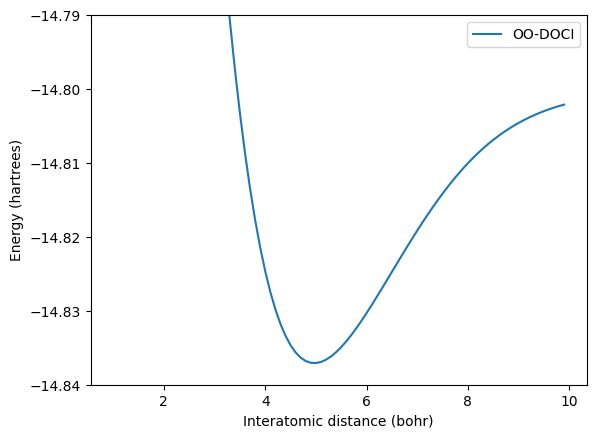 OO-DOCI
Energy (hartrees)
−14.79
−14.80
−14.81
−14.82
−14.83
−14.84
2 4 6 8 10
Interatomic distance (bohr)